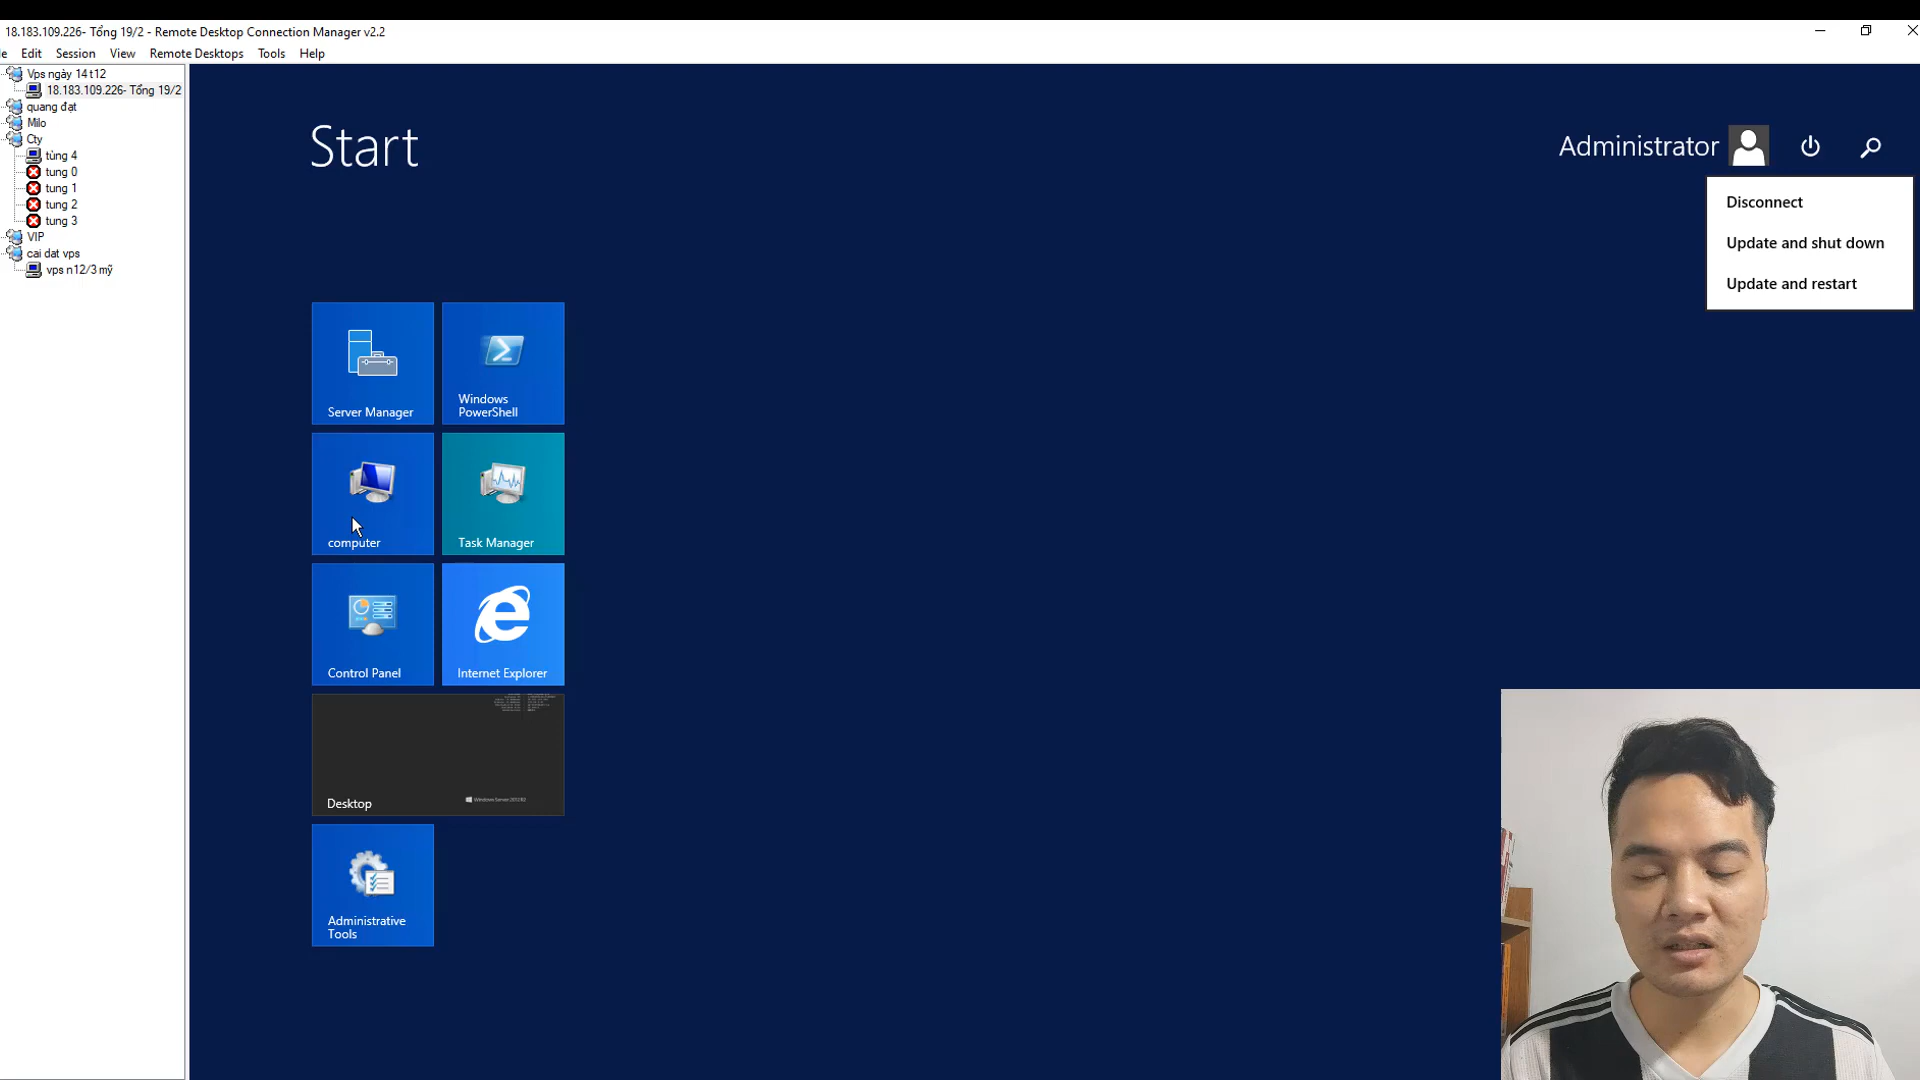 18.183.109.226- Tổng 19/2 - Remote Desktop Connection Manager v2.2
Edit Session View Remote Desktops Tools Help
Vps ngày 14t12
18.183.109.226- Tổng 19/2
quang đạt
Milo
Cty
tùng 4
tung 0
tung 1
tung 2
tung 3
VIP
cai dat vps
vps n12/3 mỹ
Start
Administrator
Disconnect
Update and shut down
Update and restart
Server Manager
Windows
PowerShell
computer
Task Manager
Control Panel
Internet Explorer
Desktop
Windows Server 2012 R2
Administrative
Tools